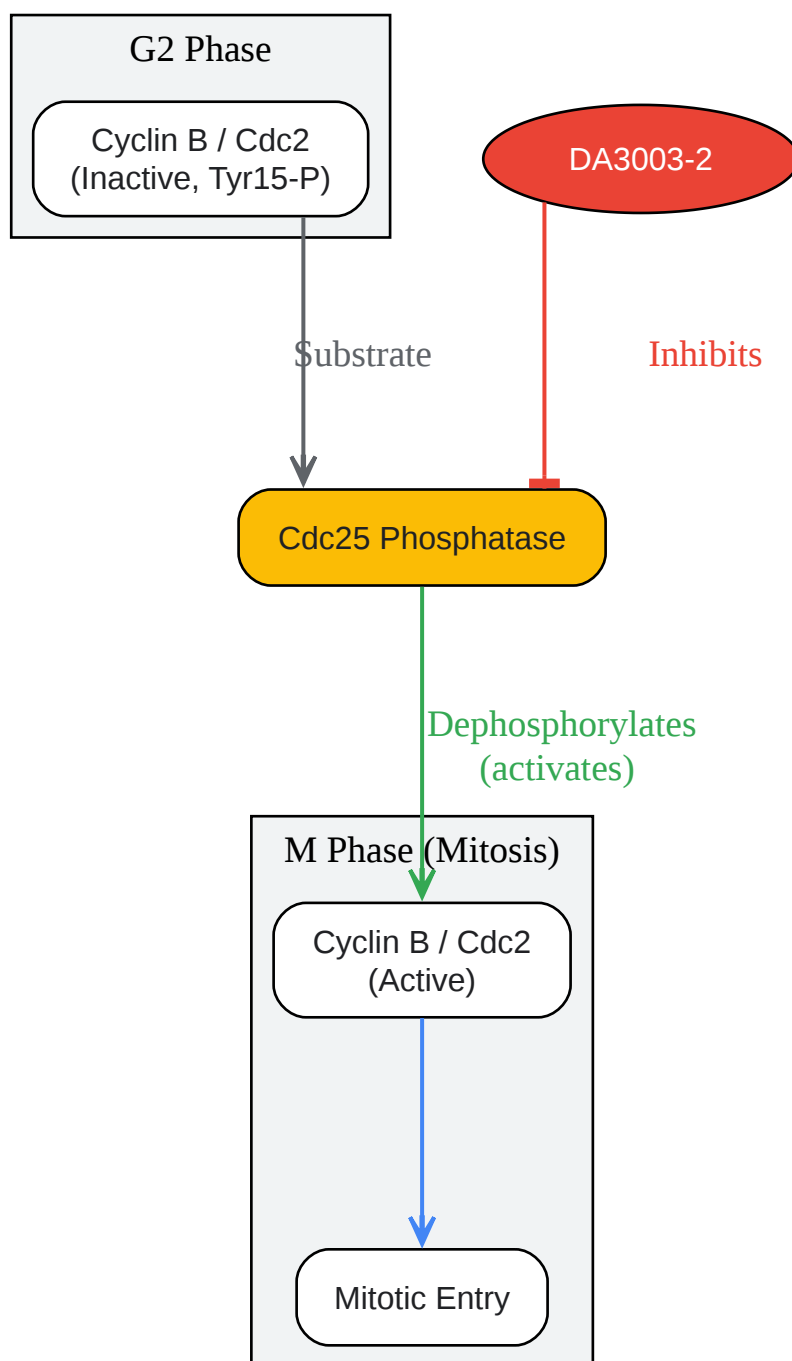 G2 Phase
Cyclin B / Cdc2
(Inactive, Tyr15-P)
DA3003-2
Substrate
Inhibits
Cdc25 Phosphatase
Dephosphorylates
(activates)
M Phase (Mitosis)
Cyclin B / Cdc2
(Active)
Mitotic Entry